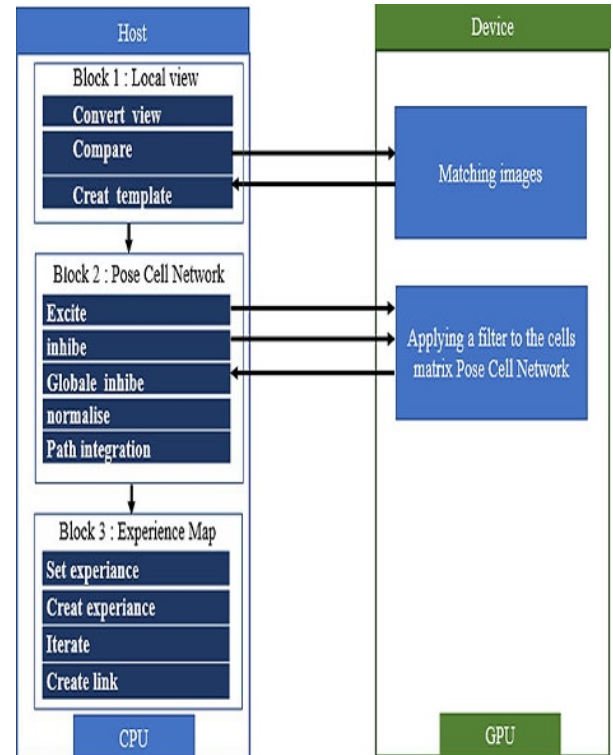 Host
Block 1 : Local view
Convert view
Compare
Creat template
Block 2 : Pose Cell Network
Excite
inhibe
Globale inhibe
normalise
Path integration
Block 3 : Experience Map
Set experiance
Creat experiance
Iterate
Create link
CPU
Device
Matching images
Applying a filter to the cells
matrix Pose Cell Network
GPU